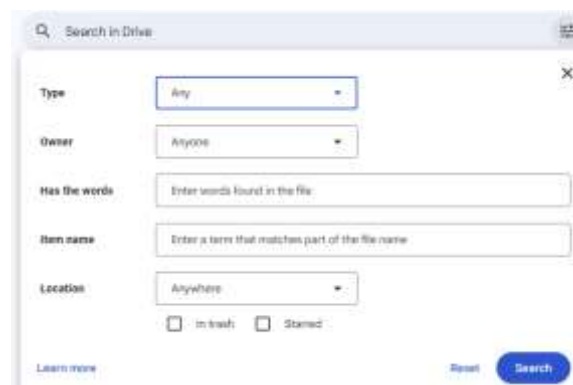 Search in Drive
Type Any
Owner Anyone
Has the words Enter words found in the file
Item name Enter a term that matches part of the file name
Location Anywhere
In trash Starred
Learn more Reset Search